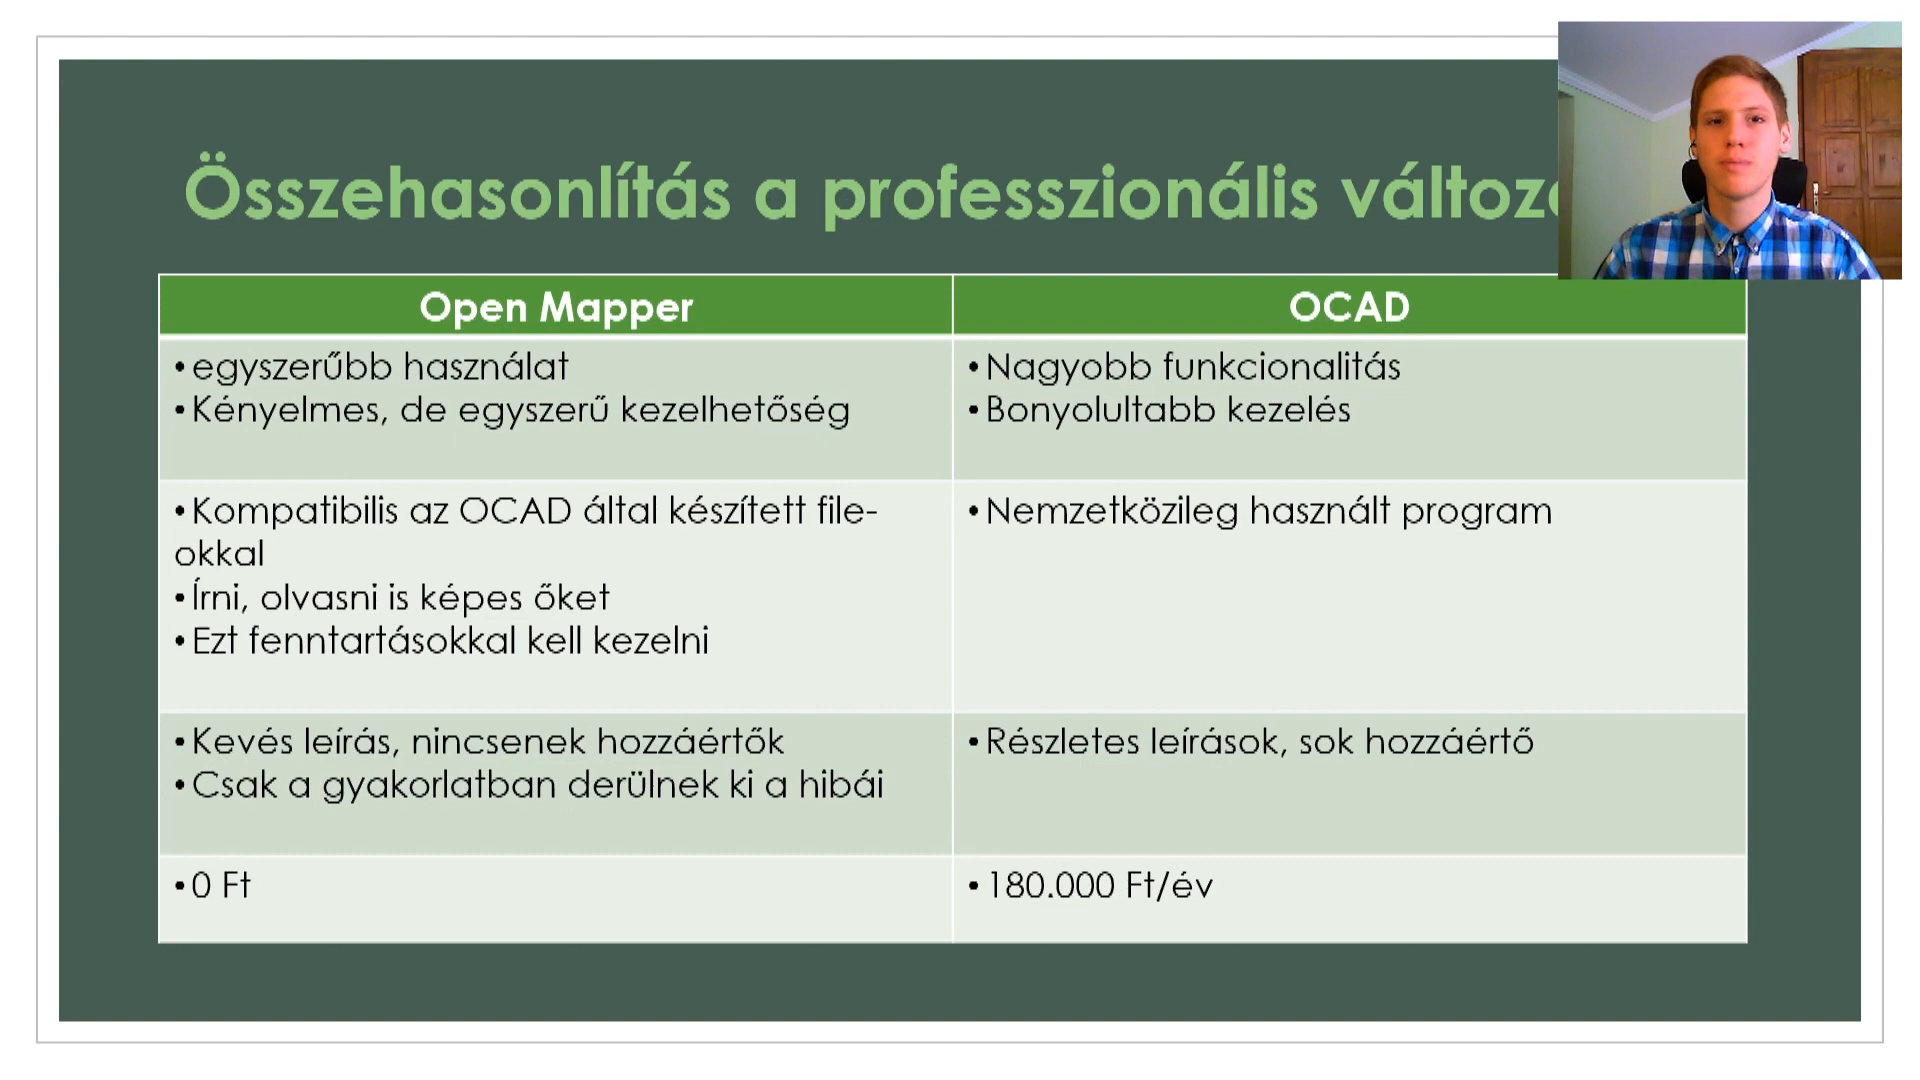 Összehasonlítás a professzionális
Open Mapper
OCAD
•egyszerűbb használat
•Kényelmes, de egyszerű kezelhetőség
•Nagyobb funkcionalitás
•Bonyolultabb kezelés
•Kompatibilis az OCAD által készített file-
okkal
•Írni, olvasni is képes őket
•Ezt fenntartásokkal kell kezelni
•Nemzetközileg használt program
•Kevés leírás, nincsenek hozzáértők
•Csak a gyakorlatban derülnek ki a hibái
•Részletes leírások, sok hozzáértő
•0 Ft
•180.000 Ft/év